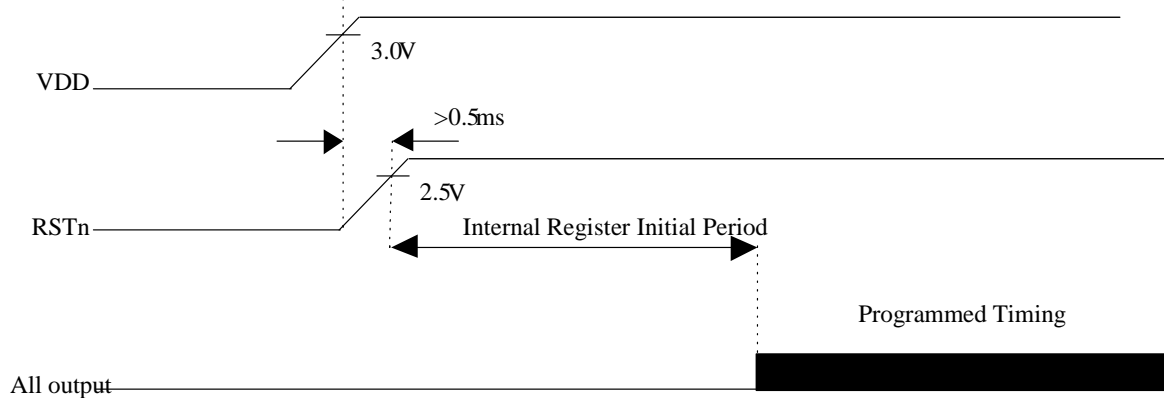 3.0V
VDD
>0.5ms
2.5V
RSTn
Internal Register Initial Period
Programmed Timing
All output